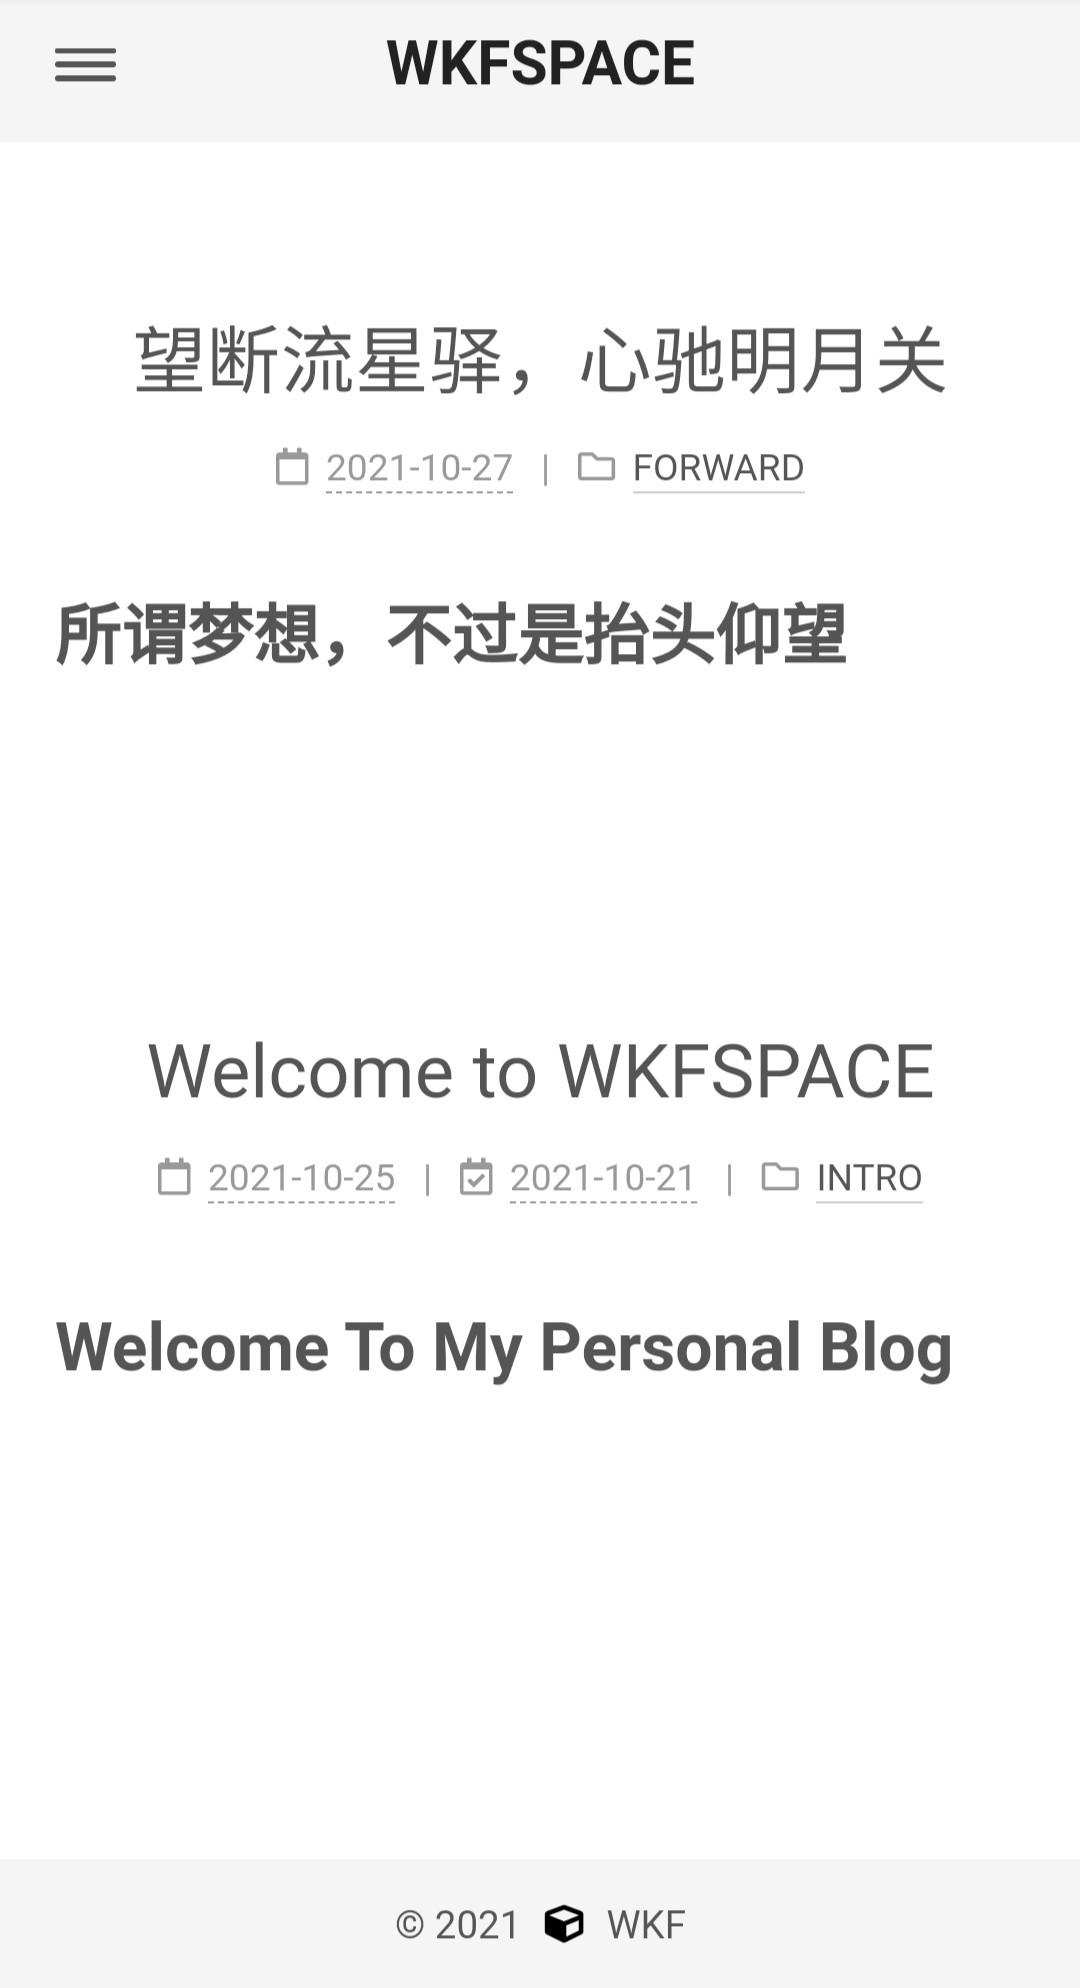 WKFSPACE
望断流星驿，心驰明月关
2021-10-27 | FORWARD
所谓梦想，不过是抬头仰望
Welcome to WKFSPACE
2021-10-25 | 2021-10-21 | INTRO
Welcome To My Personal Blog
© 2021 WKF